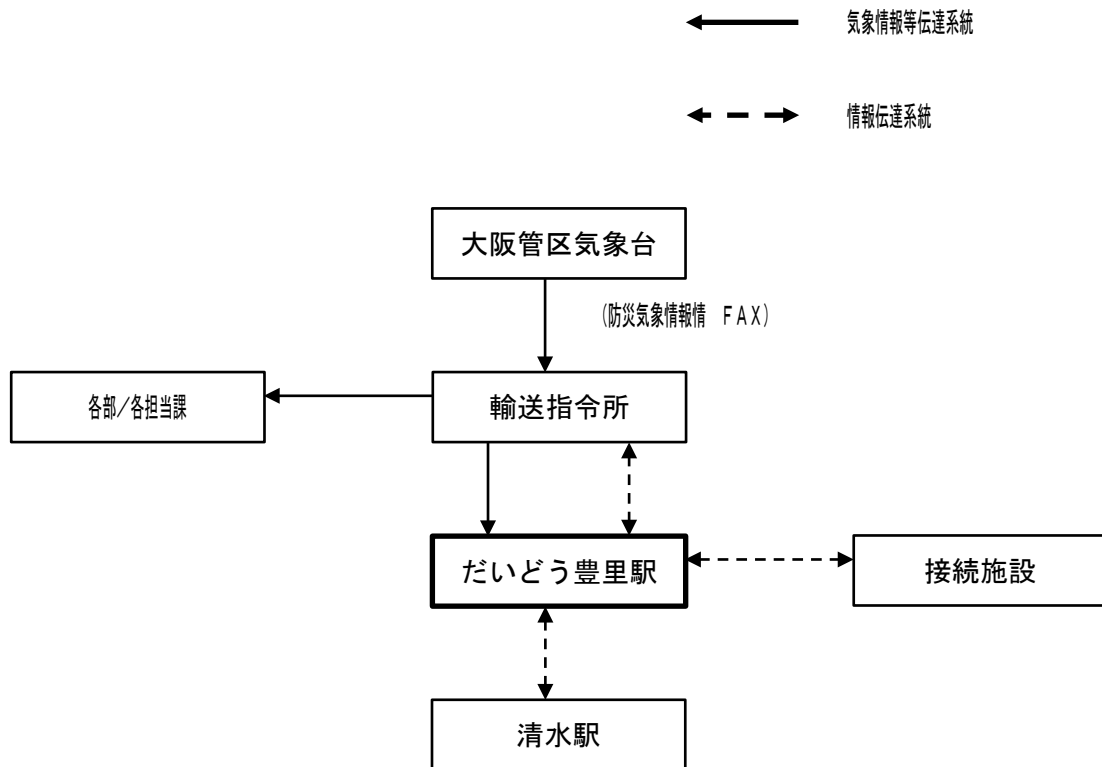 気象情報等伝達系統
情報伝達系統
大阪管区気象台
（防災気象情報情　ＦＡＸ）
各部／各担当課
輸送指令所
だいどう豊里駅
接続施設
清水駅